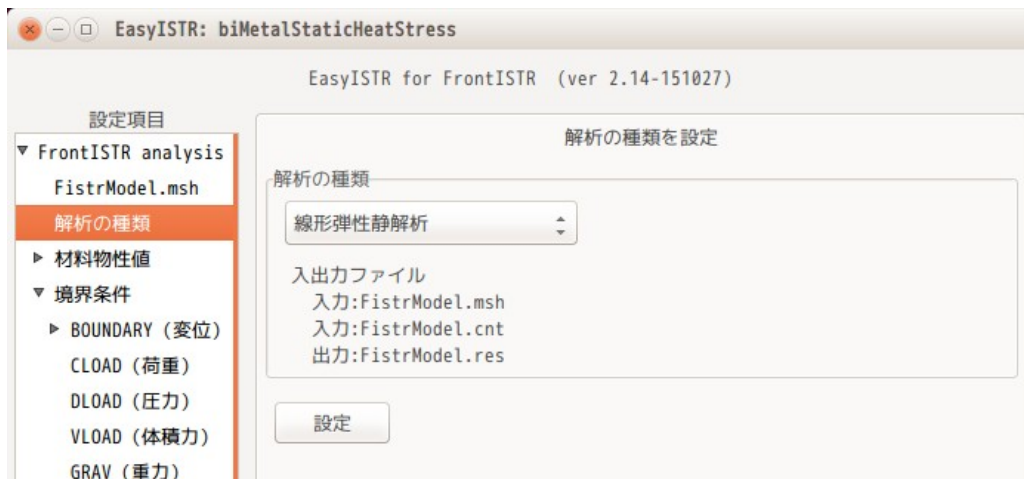 EasyISTR: biMetalStaticHeatStress
EasyISTR for FrontISTR (ver 2.14-151027)
設定項目
FrontISTR analysis
FistrModel.msh
解析の種類
材料物性値
境界条件
BOUNDARY (変位)
CLOAD (荷重)
DLOAD (圧力)
VLOAD (体積力)
GRAV (重力)
解析の種類を設定
解析の種類
線形弾性静解析
入出力ファイル
入力:FistrModel.msh
入力:FistrModel.cnt
出力:FistrModel.res
設定